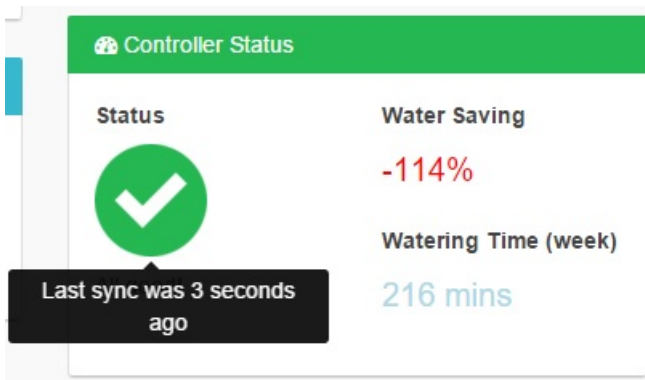 Controller Status
Status
Water Saving
-114%
Watering Time (week)
Last sync was 3 seconds
ago
216 mins